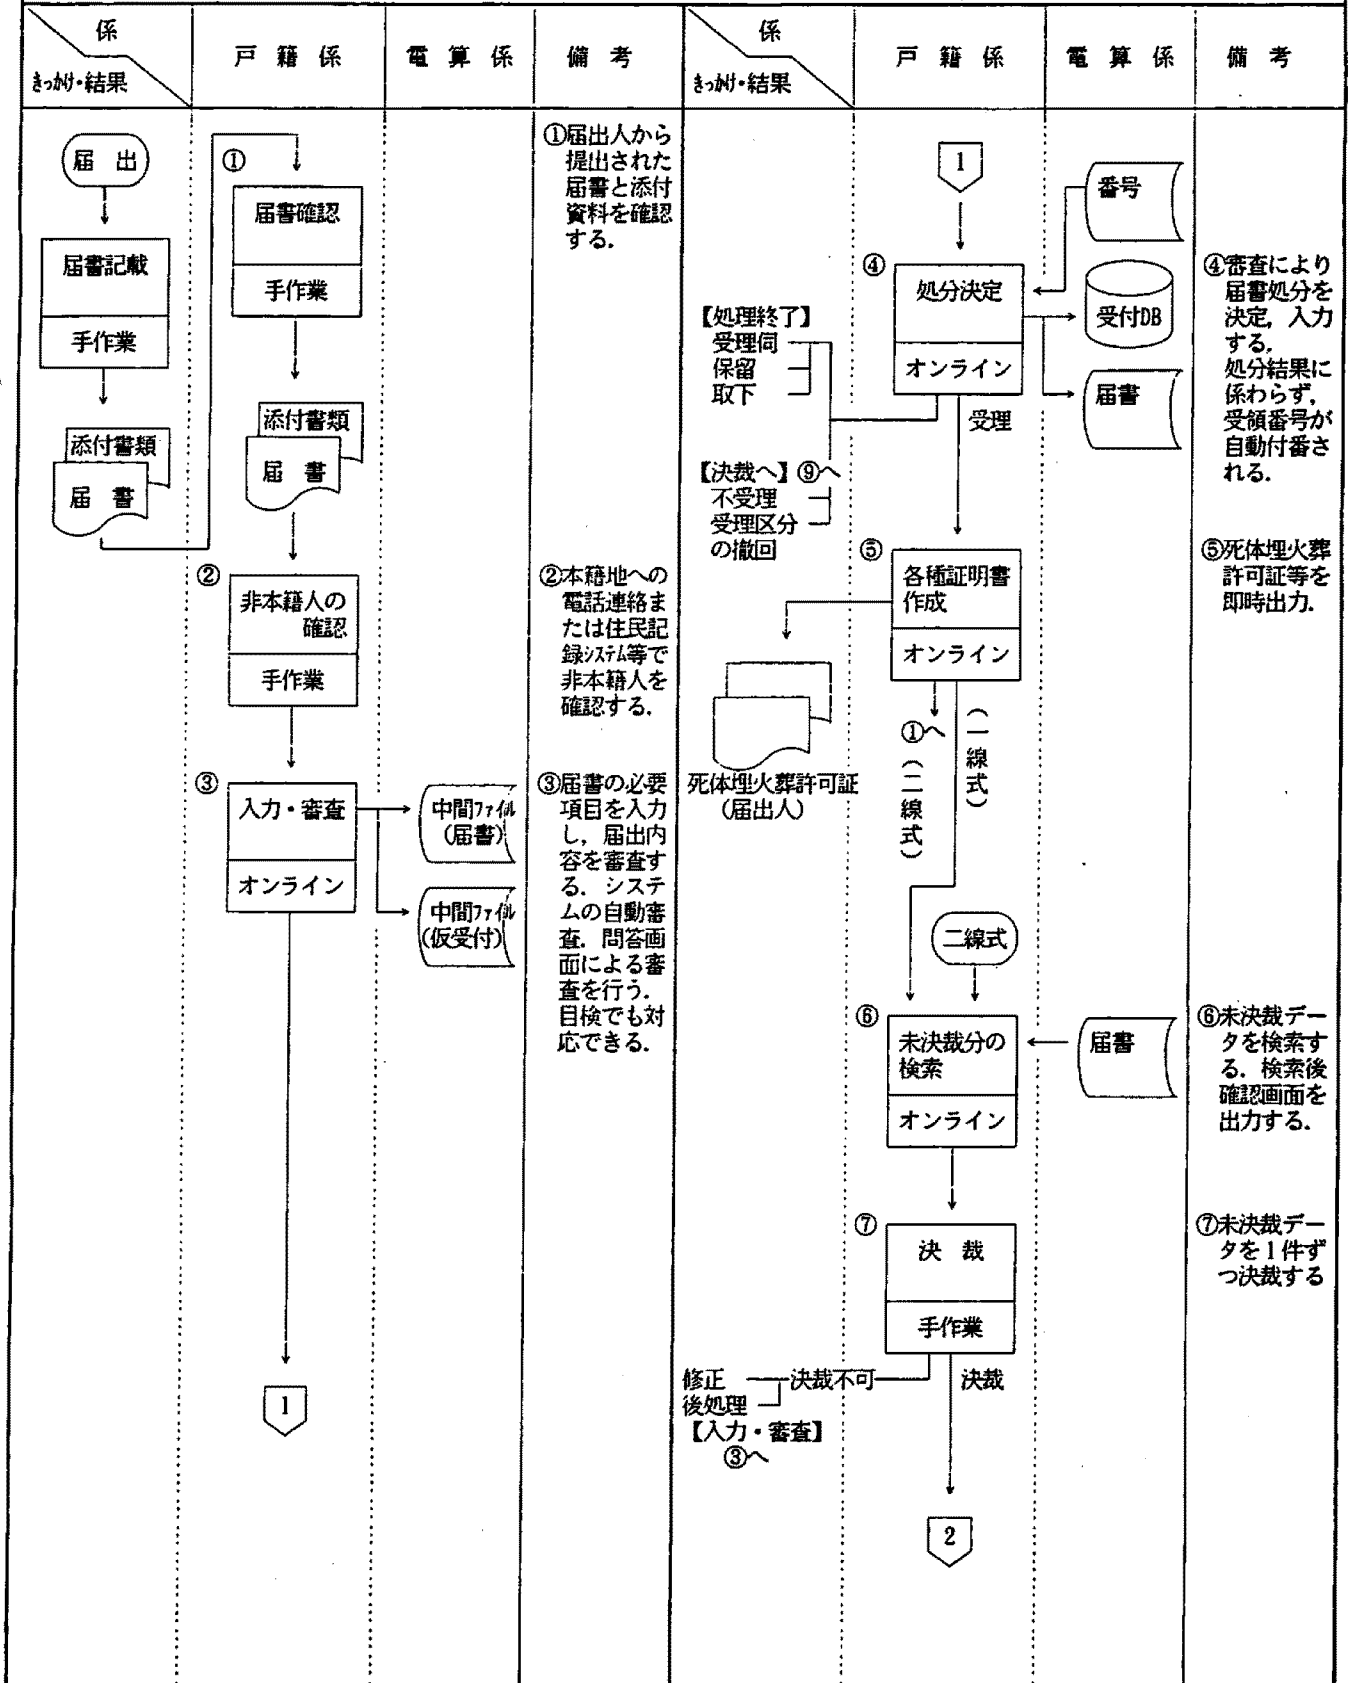 係
きっかけ・結果
戸籍係
電算係
備考
届出
届書記載
手作業
添付書類
届書
①
届書確認
手作業
添付書類
届書
②
非本籍人の
確認
手作業
③
入力・審査
オンライン
1
中間ファイル
(届書)
中間ファイル
(仮受付)
①届出人から
提出された
届書と添付
資料を確認
する.
②本籍地への
電話連絡ま
たは住民記
録システム等で
非本籍人を
確認する.
③届書の必要
項目を入力
し，届出内
容を審査す
る．システ
ムの自動審
査．問答画
面による審
査を行う．
目検でも対
応できる.
係
きっかけ・結果
戸籍係
電算係
備考
1
④
処分決定
オンライン
番号
受付DB
届書
【処理終了】
受理伺
保留
取下
受理
【決裁へ】⑨へ
不受理
受理区分
の撤回
⑤
各種証明書
作成
オンライン
死体埋火葬許可証
(届出人)
①へ(二線式)
(一線式)
二線式
⑥
未決裁分の
検索
オンライン
届書
⑦
決裁
手作業
修正
決裁不可
決裁
後処理
【入力・審査】
③へ
2
④審査により
届書処分を
決定，入力
する.
処分結果に
係わらず，
受領番号が
自動付番さ
れる.
⑤死体埋火葬
許可証等を
即時出力.
⑥未決裁デー
タを検索す
る．検索後
確認画面を
出力する.
⑦未決裁デー
タを1件ず
つ決裁する